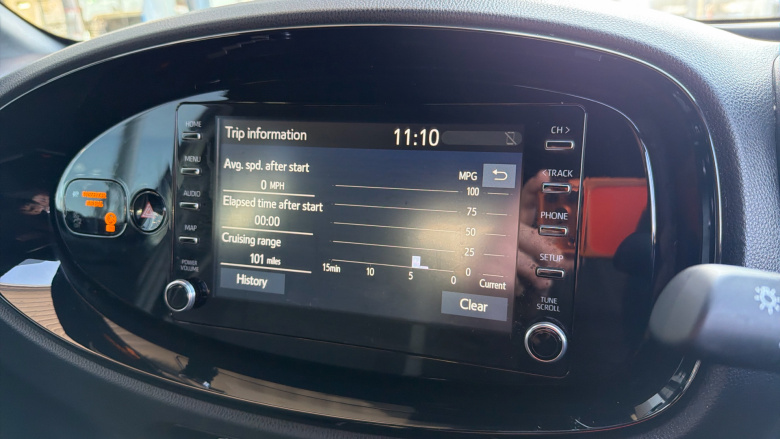 HOME
MENU
AUDIO
MAP
POWER
VOLUME
Trip information
11:10
Avg. spd. after start
0 MPH
Elapsed time after start
00:00
Cruising range
101 miles
History
MPG
100
75
50
25
0
15min 10 5 0 Current
Clear
CH >
TRACK
PHONE
SETUP
TUNE
SCROLL